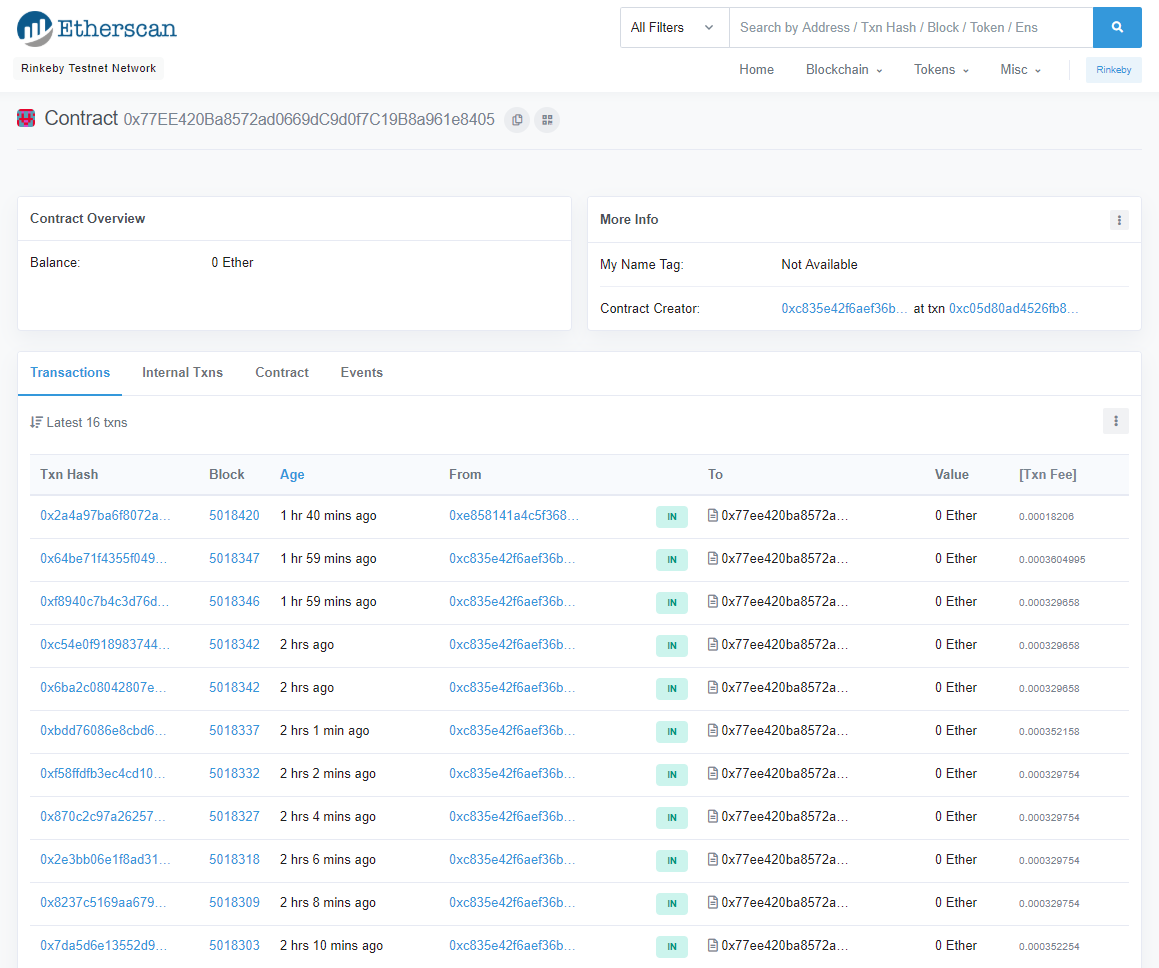 Etherscan
All Filters Search by Address / Txn Hash / Block / Token / Ens
Rinkeby Testnet Network
Home Blockchain Tokens Misc Rinkeby
Contract 0x77EE420Ba8572ad0669dC9d0f7C19B8a961e8405
Contract Overview
Balance: 0 Ether
More Info
My Name Tag: Not Available
Contract Creator: 0xc835e42f6aef36b... at txn 0xc05d80ad4526fb8...
Transactions Internal Txns Contract Events
Latest 16 txns
Txn Hash Block Age From To Value [Txn Fee]
0x2a4a97ba6f8072a... 5018420 1 hr 40 mins ago 0xe858141a4c5f368... IN 0x77ee420ba8572a... 0 Ether 0.00018206
0x64be71f4355f049... 5018347 1 hr 59 mins ago 0xc835e42f6aef36b... IN 0x77ee420ba8572a... 0 Ether 0.0003604995
0xf8940c7b4c3d76d... 5018346 1 hr 59 mins ago 0xc835e42f6aef36b... IN 0x77ee420ba8572a... 0 Ether 0.000329658
0xc54e0f918983744... 5018342 2 hrs ago 0xc835e42f6aef36b... IN 0x77ee420ba8572a... 0 Ether 0.000329658
0x6ba2c08042807e... 5018342 2 hrs ago 0xc835e42f6aef36b... IN 0x77ee420ba8572a... 0 Ether 0.000329658
0xbdd76086e8cbd6... 5018337 2 hrs 1 min ago 0xc835e42f6aef36b... IN 0x77ee420ba8572a... 0 Ether 0.000352158
0xf58ffdfb3ec4cd10... 5018332 2 hrs 2 mins ago 0xc835e42f6aef36b... IN 0x77ee420ba8572a... 0 Ether 0.000329754
0x870c2c97a26257... 5018327 2 hrs 4 mins ago 0xc835e42f6aef36b... IN 0x77ee420ba8572a... 0 Ether 0.000329754
0x2e3bb06e1f8ad31... 5018318 2 hrs 6 mins ago 0xc835e42f6aef36b... IN 0x77ee420ba8572a... 0 Ether 0.000329754
0x8237c5169aa679... 5018309 2 hrs 8 mins ago 0xc835e42f6aef36b... IN 0x77ee420ba8572a... 0 Ether 0.000329754
0x7da5d6e13552d9... 5018303 2 hrs 10 mins ago 0xc835e42f6aef36b... IN 0x77ee420ba8572a... 0 Ether 0.000352254